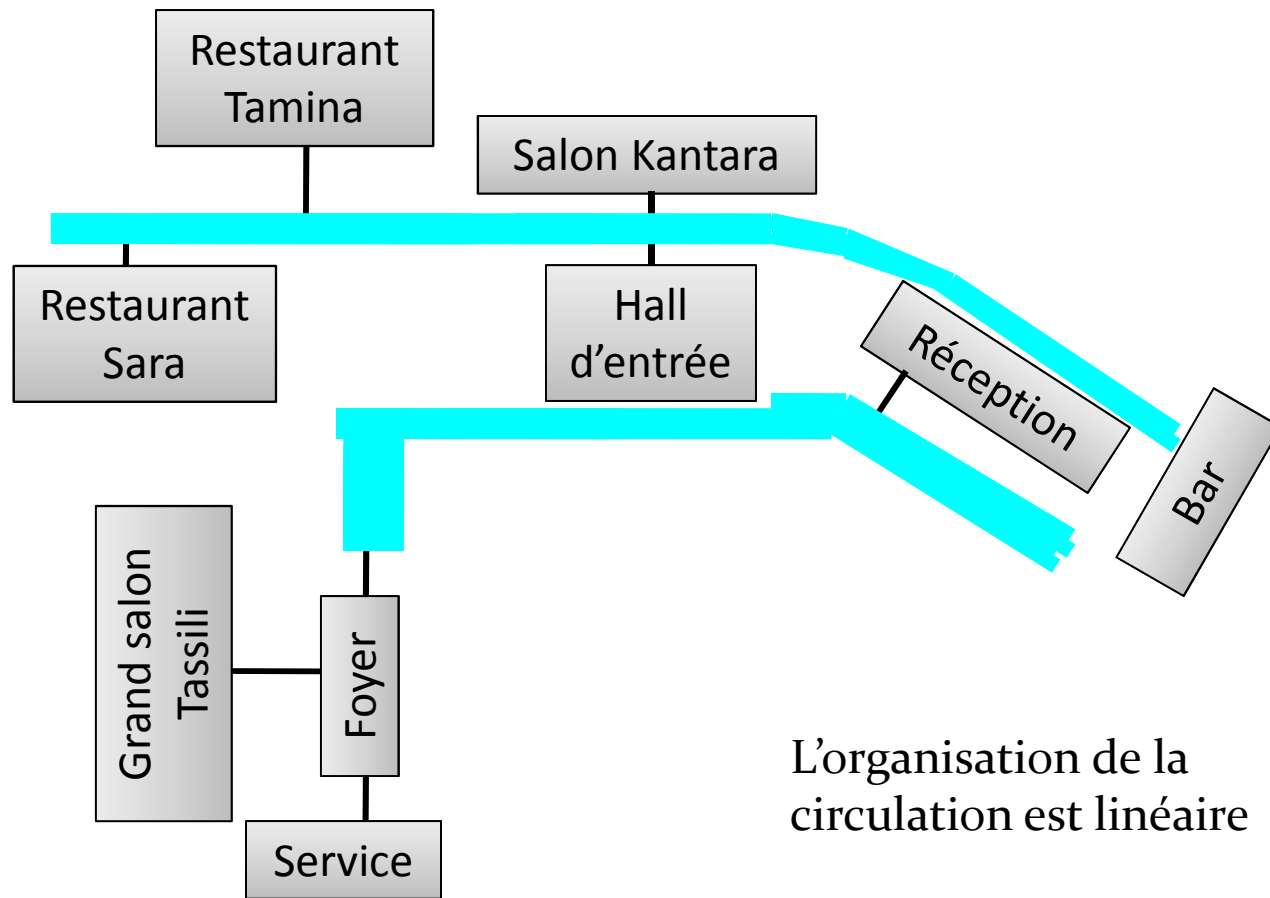 Restaurant
Tamina
Salon Kantara
Restaurant
Sara
Hall
d’entrée
Réception
Bar
Grand salon
Tassili
Foyer
Service
L’organisation de la
circulation est linéaire